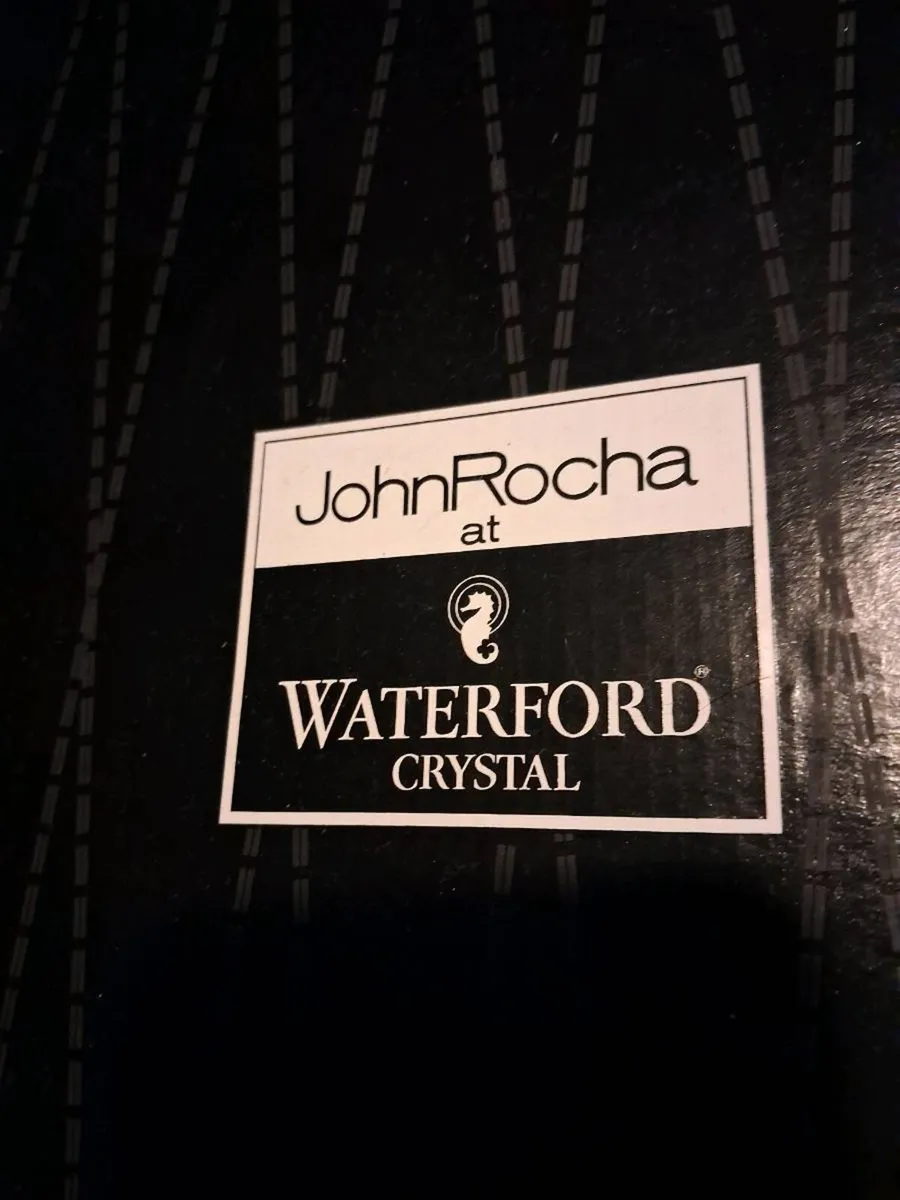 JohnRocha
at
WATERFORD®
CRYSTAL